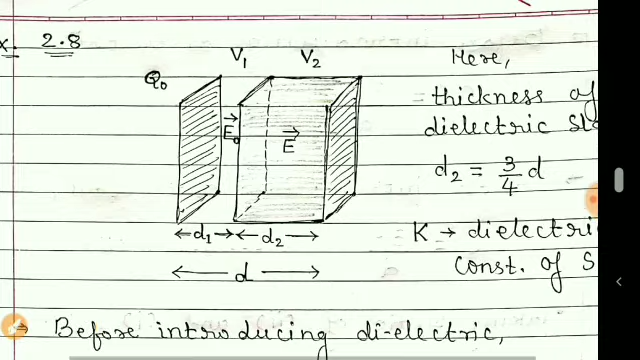 x. 2.8
V₁ V₂
Q₀
E₀
E
d₁ d₂
d
Here,
thickness of
dielectric
d₂ = 3/4 d
K → dielectri
Const. of S
→ Before introducing di-electric,